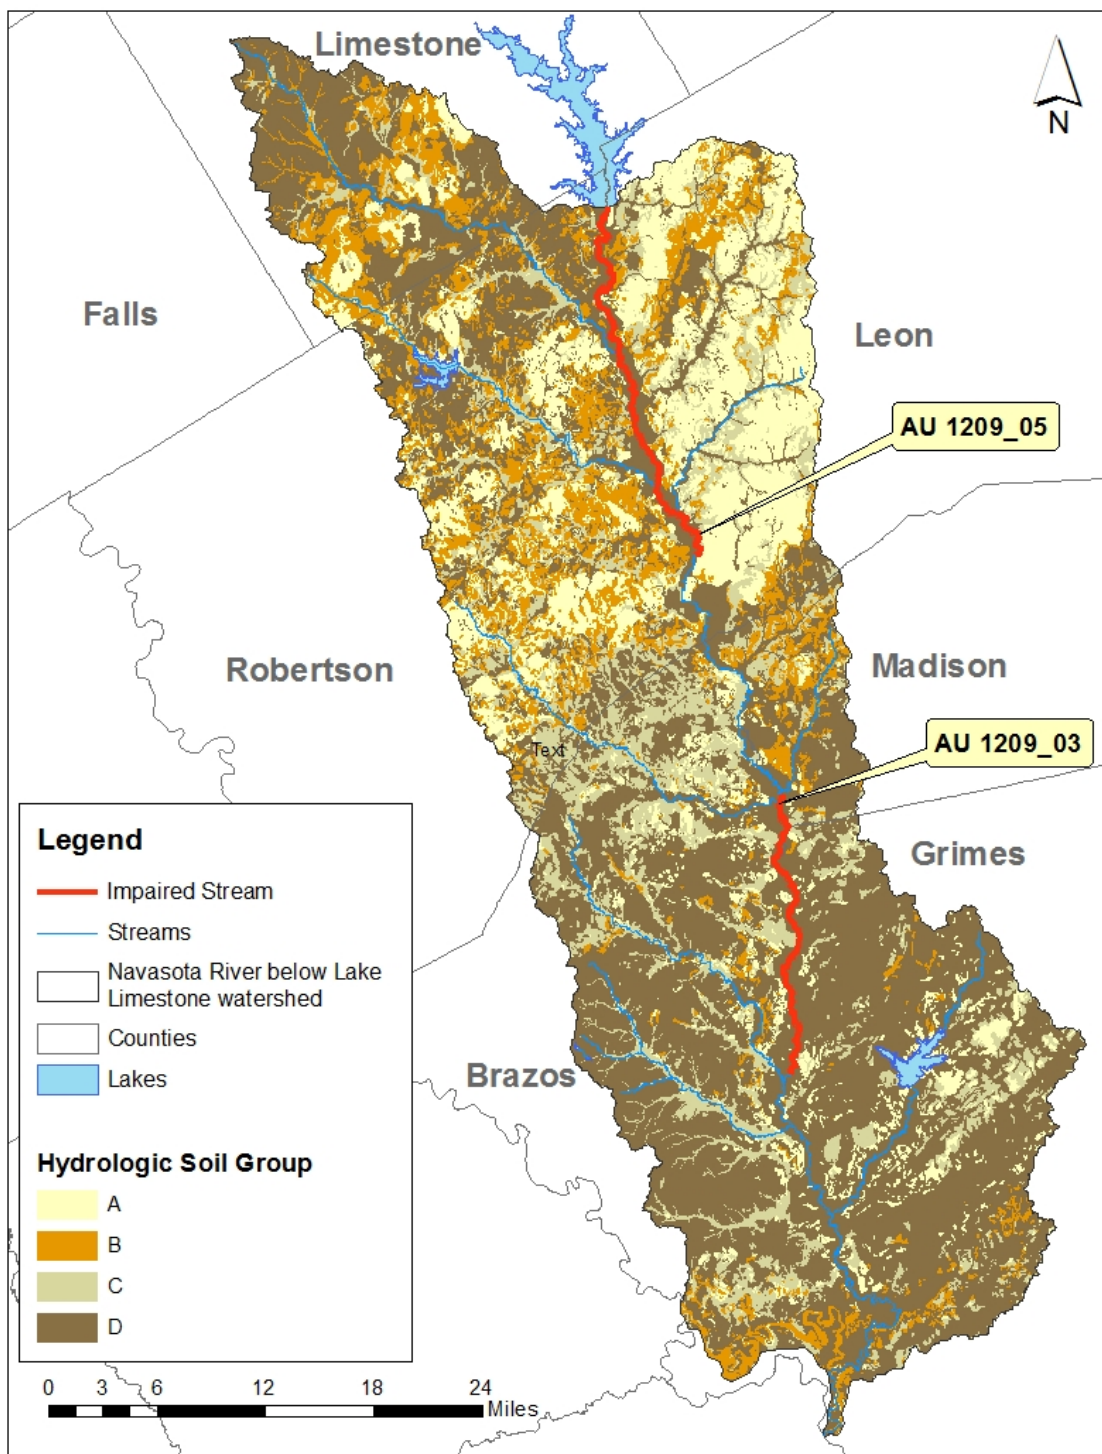 Limestone
N
Falls
Leon
AU 1209_05
Robertson
Madison
Text
AU 1209_03
Grimes
Brazos
Legend
Impaired Stream
Streams
Navasota River below Lake
Limestone watershed
Counties
Lakes
Hydrologic Soil Group
A
B
C
D
0 3 6 12 18 24
Miles